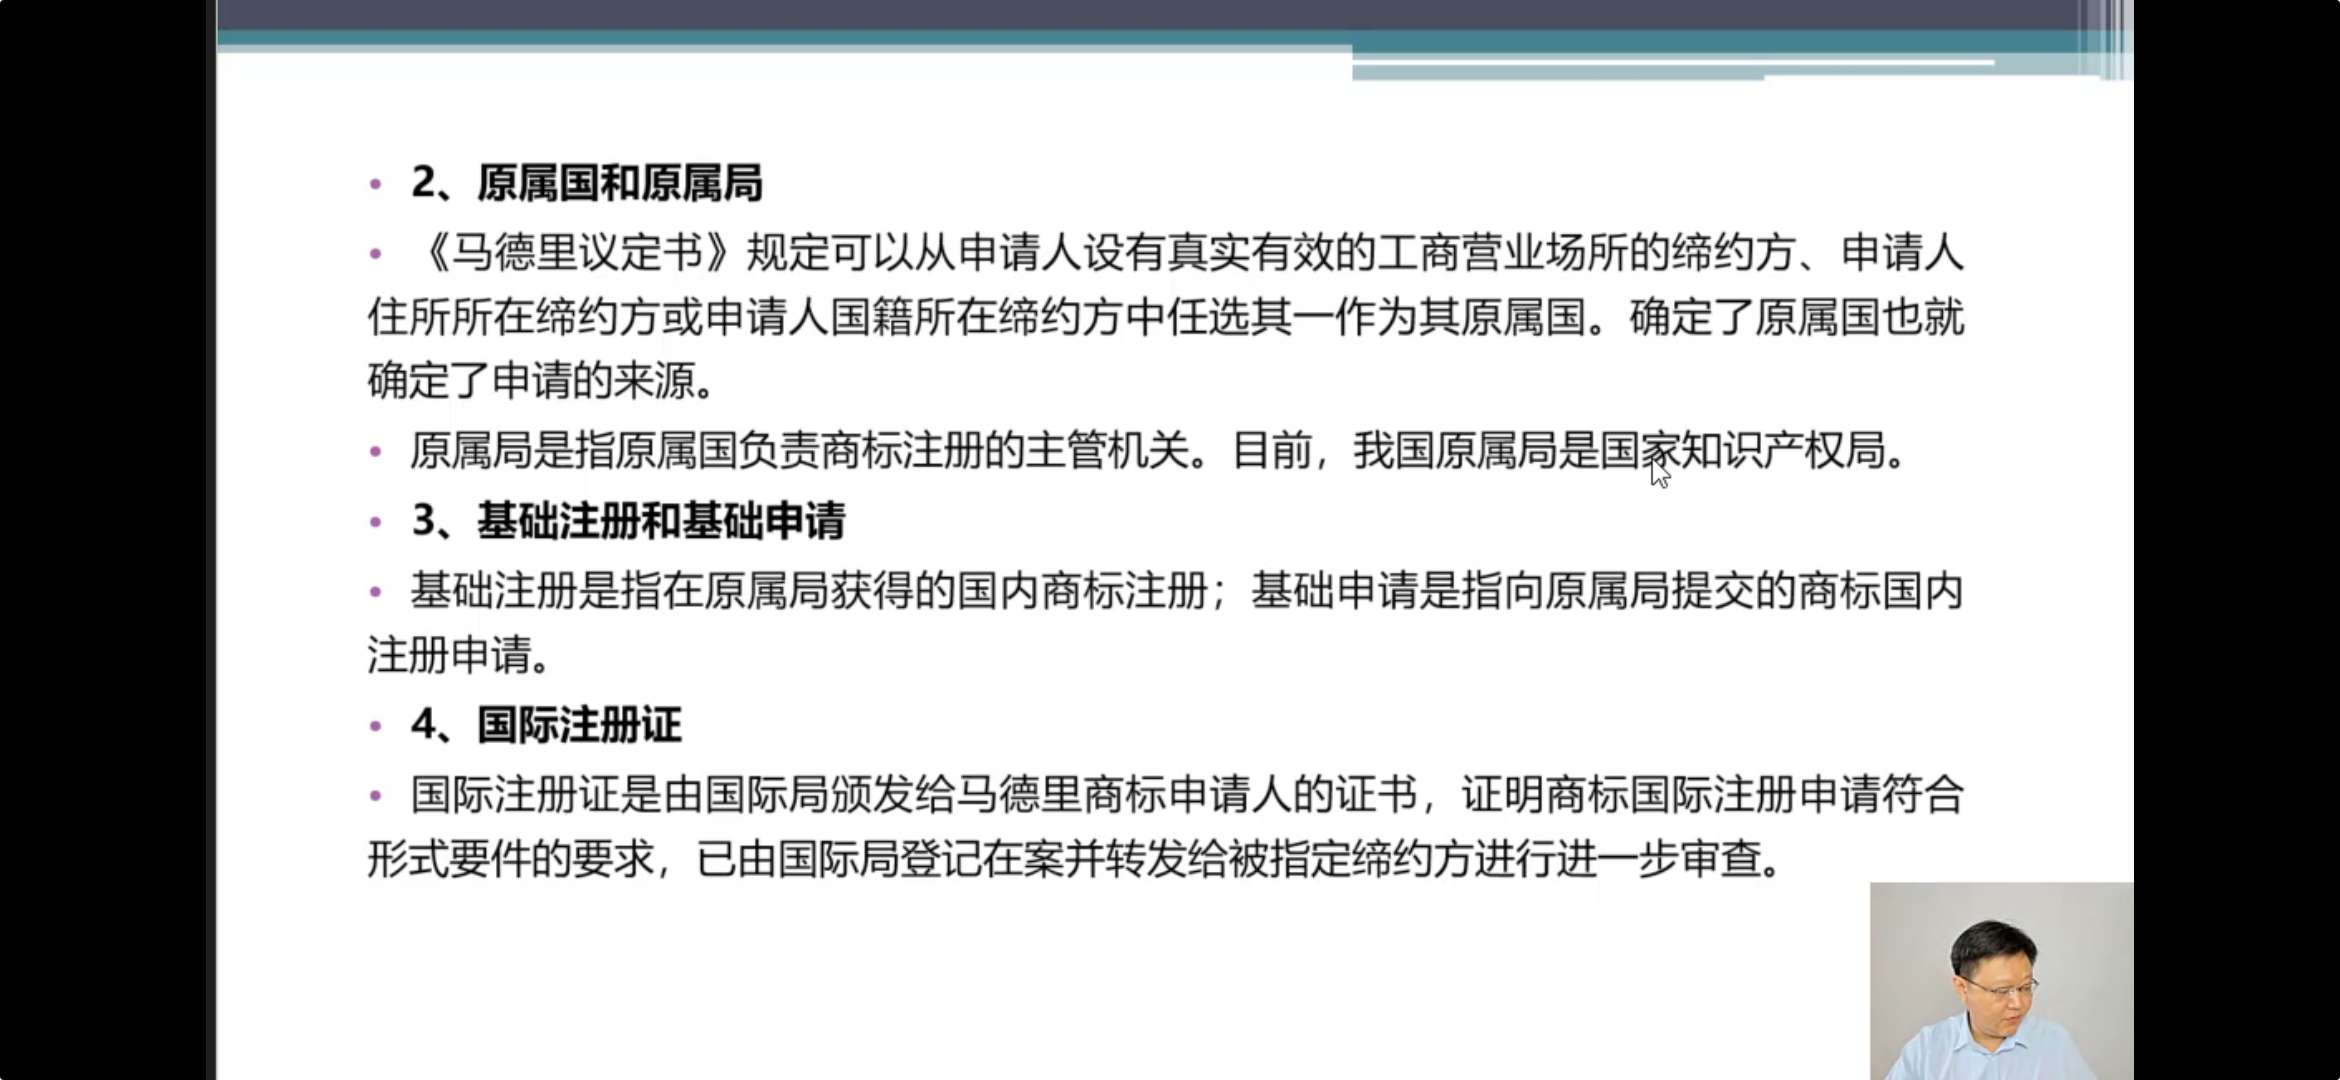 • 2、原属国和原属局
• 《马德里议定书》规定可以从申请人设有真实有效的工商营业场所的缔约方、申请人
住所所在缔约方或申请人国籍所在缔约方中任选其一作为其原属国。确定了原属国也就
确定了申请的来源。
• 原属局是指原属国负责商标注册的主管机关。目前，我国原属局是国家知识产权局。
• 3、基础注册和基础申请
• 基础注册是指在原属局获得的国内商标注册；基础申请是指向原属局提交的商标国内
注册申请。
• 4、国际注册证
• 国际注册证是由国际局颁发给马德里商标申请人的证书，证明商标国际注册申请符合
形式要件的要求，已由国际局登记在案并转发给被指定缔约方进行进一步审查。